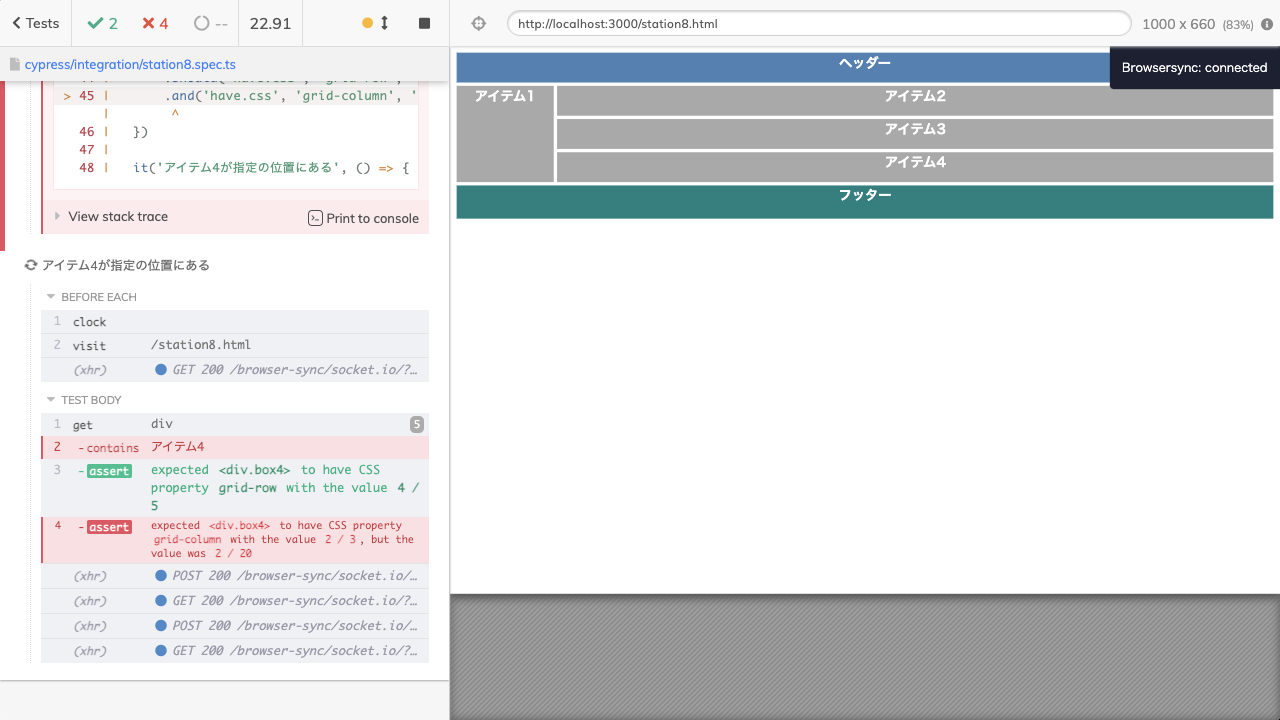 Tests
2
4
--
22.91
http://localhost:3000/station8.html
1000 x 660 (83%)
cypress/integration/station8.spec.ts
Browsersync: connected
> 45 | .and('have.css', 'grid-column', '
| ^
46 | })
47 |
48 | it('アイテム4が指定の位置にある', () => {
View stack trace
Print to console
アイテム4が指定の位置にある
BEFORE EACH
1 clock
2 visit /station8.html
(xhr) GET 200 /browser-sync/socket.io/?…
TEST BODY
1 get div 5
2 -contains アイテム4
3 -assert expected <div.box4> to have CSS
property grid-row with the value 4 /
5
4 -assert expected <div.box4> to have CSS property
grid-column with the value 2 / 3, but the
value was 2 / 20
(xhr) POST 200 /browser-sync/socket.io/…
(xhr) GET 200 /browser-sync/socket.io/?…
(xhr) POST 200 /browser-sync/socket.io/…
(xhr) GET 200 /browser-sync/socket.io/?…
ヘッダー
アイテム1
アイテム2
アイテム3
アイテム4
フッター